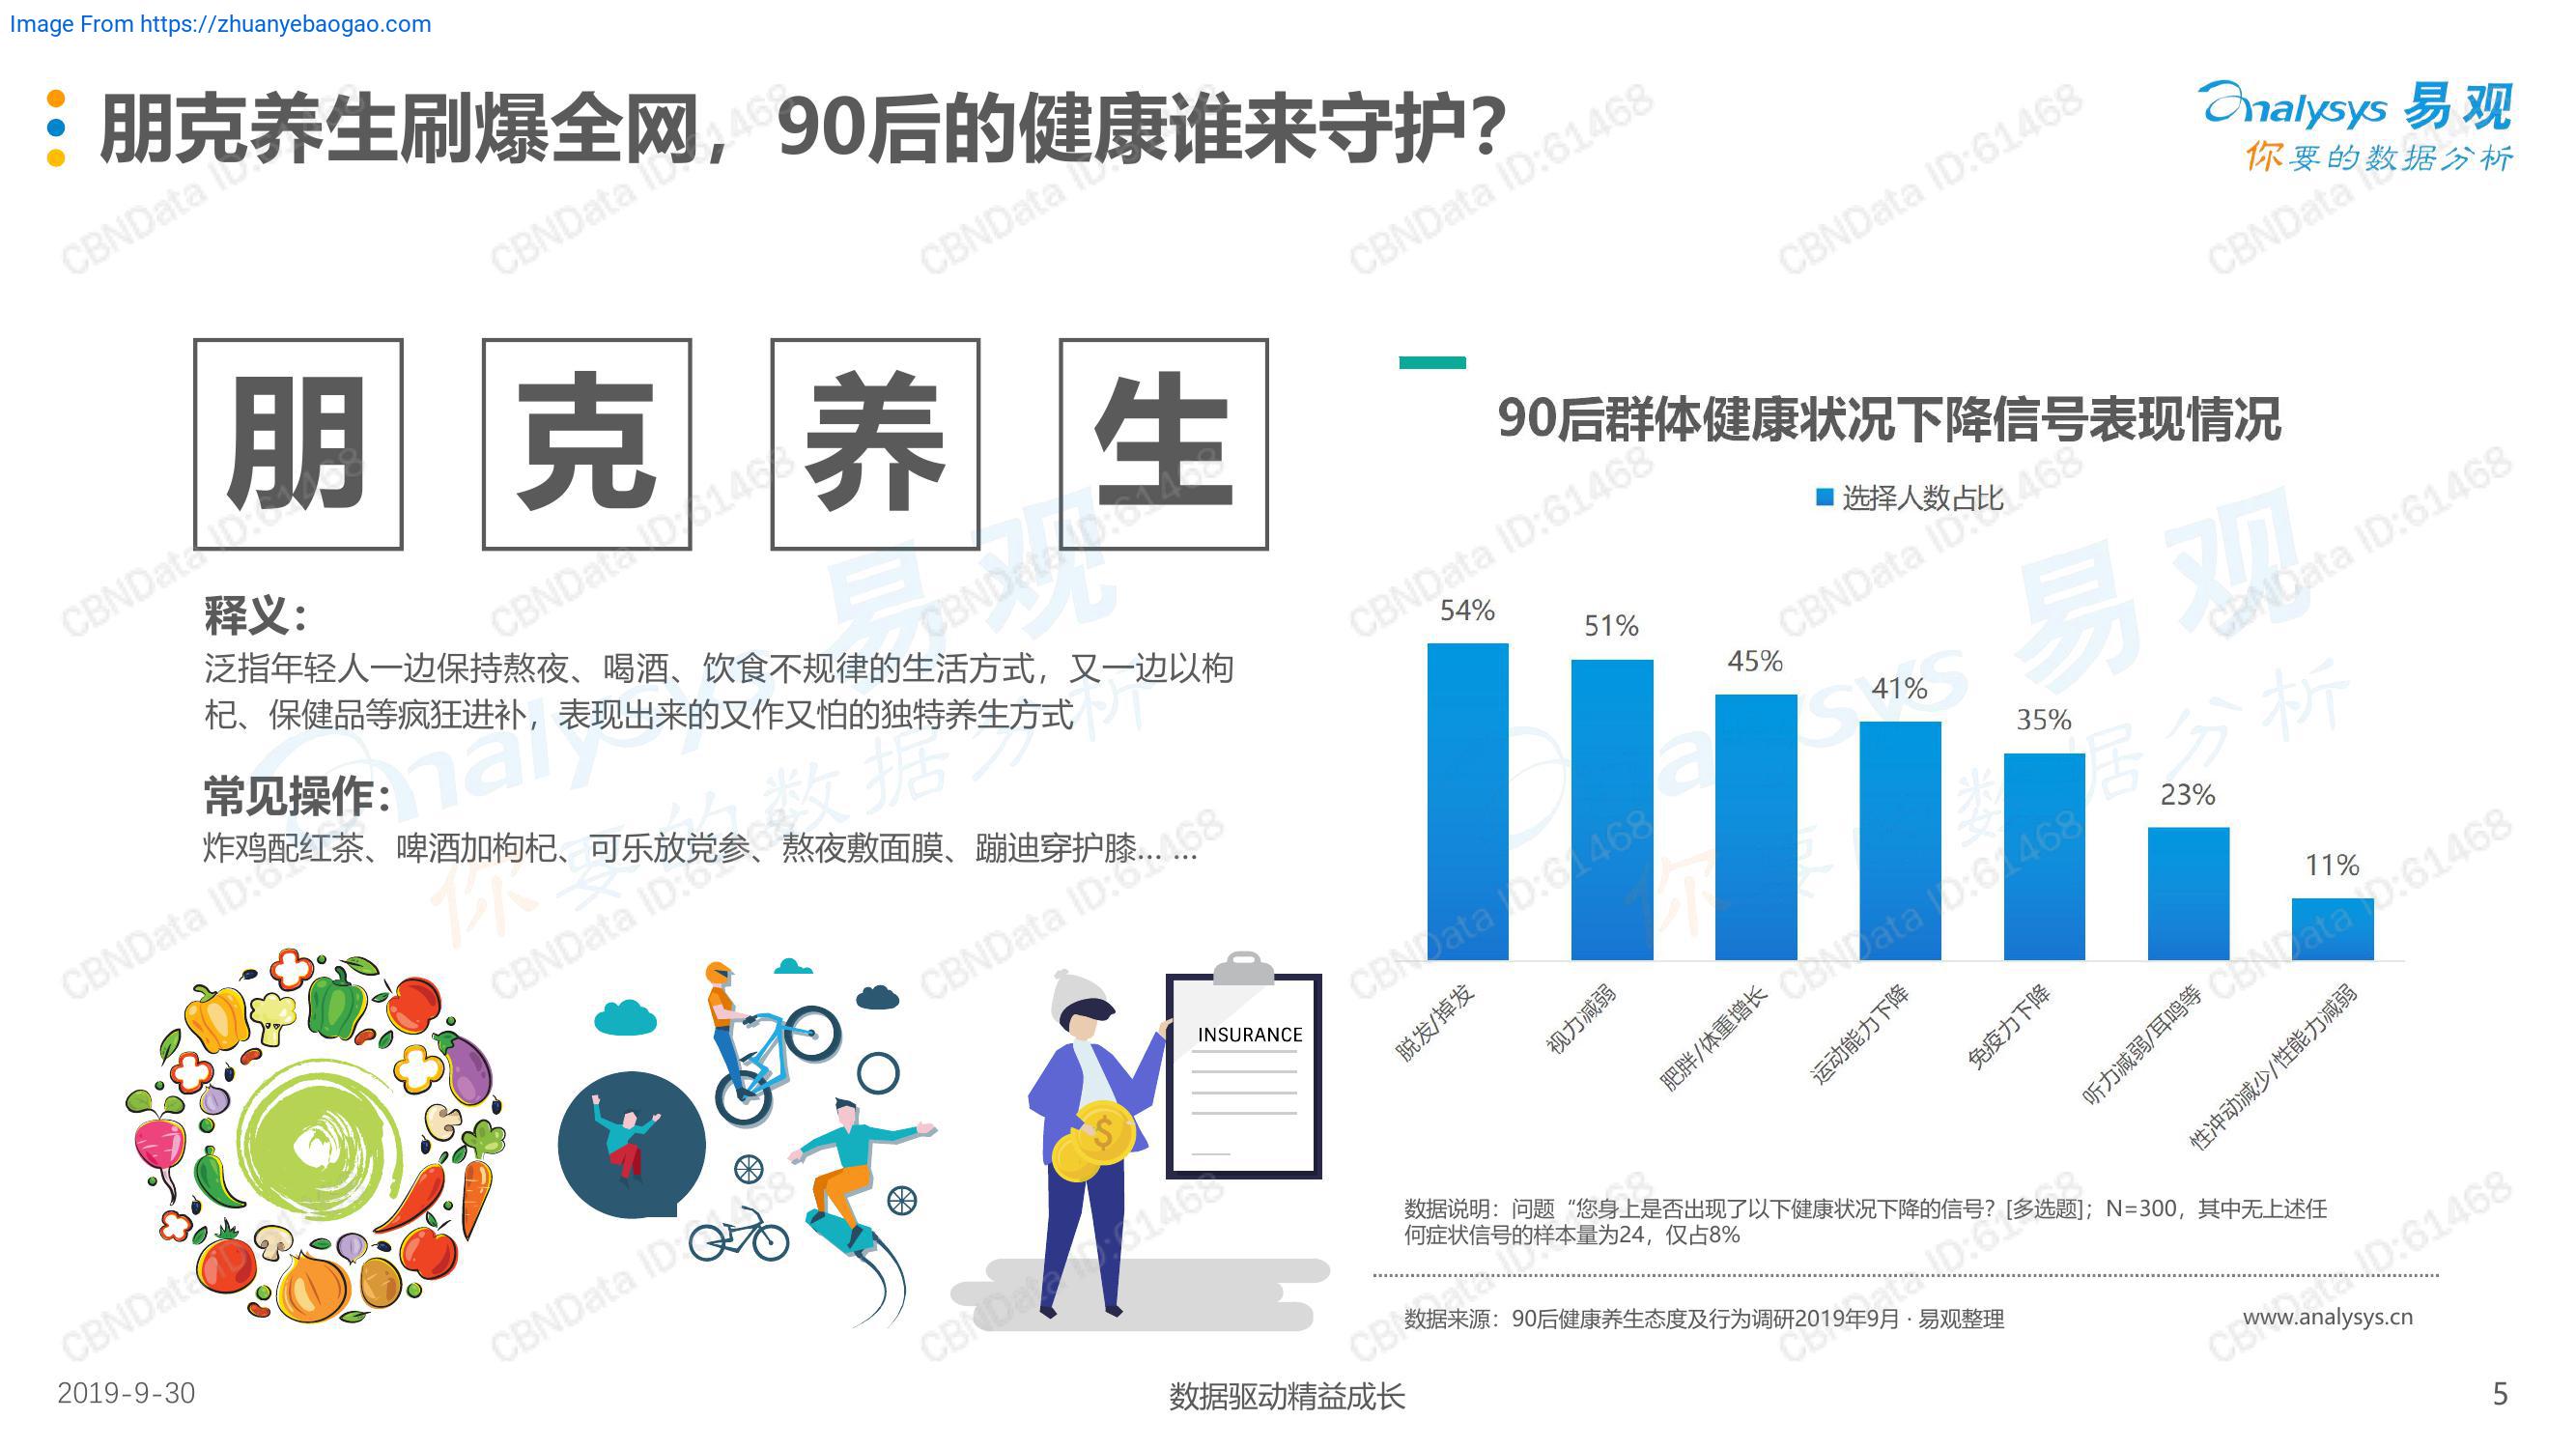 Image From https://zhuanyebaogao.com
朋克养生刷爆全网，90后的健康谁来守护？
analysys 易观
你要的数据分析
朋 克 养 生
释义：
泛指年轻人一边保持熬夜、喝酒、饮食不规律的生活方式，又一边以枸
杞、保健品等疯狂进补，表现出来的又作又怕的独特养生方式
常见操作：
炸鸡配红茶、啤酒加枸杞、可乐放党参、熬夜敷面膜、蹦迪穿护膝... ...
INSURANCE
90后群体健康状况下降信号表现情况
选择人数占比
54%
51%
45%
41%
35%
23%
11%
脱发/掉发
视力减弱
肥胖/体重增长
运动能力下降
免疫力下降
听力减弱/耳鸣等
性冲动减少/性能力减弱
数据说明：问题“您身上是否出现了以下健康状况下降的信号？[多选题]；N=300，其中无上述任
何症状信号的样本量为24，仅占8%
数据来源：90后健康养生态度及行为调研2019年9月 · 易观整理
www.analysys.cn
2019-9-30
数据驱动精益成长
5
CBNData ID:61468